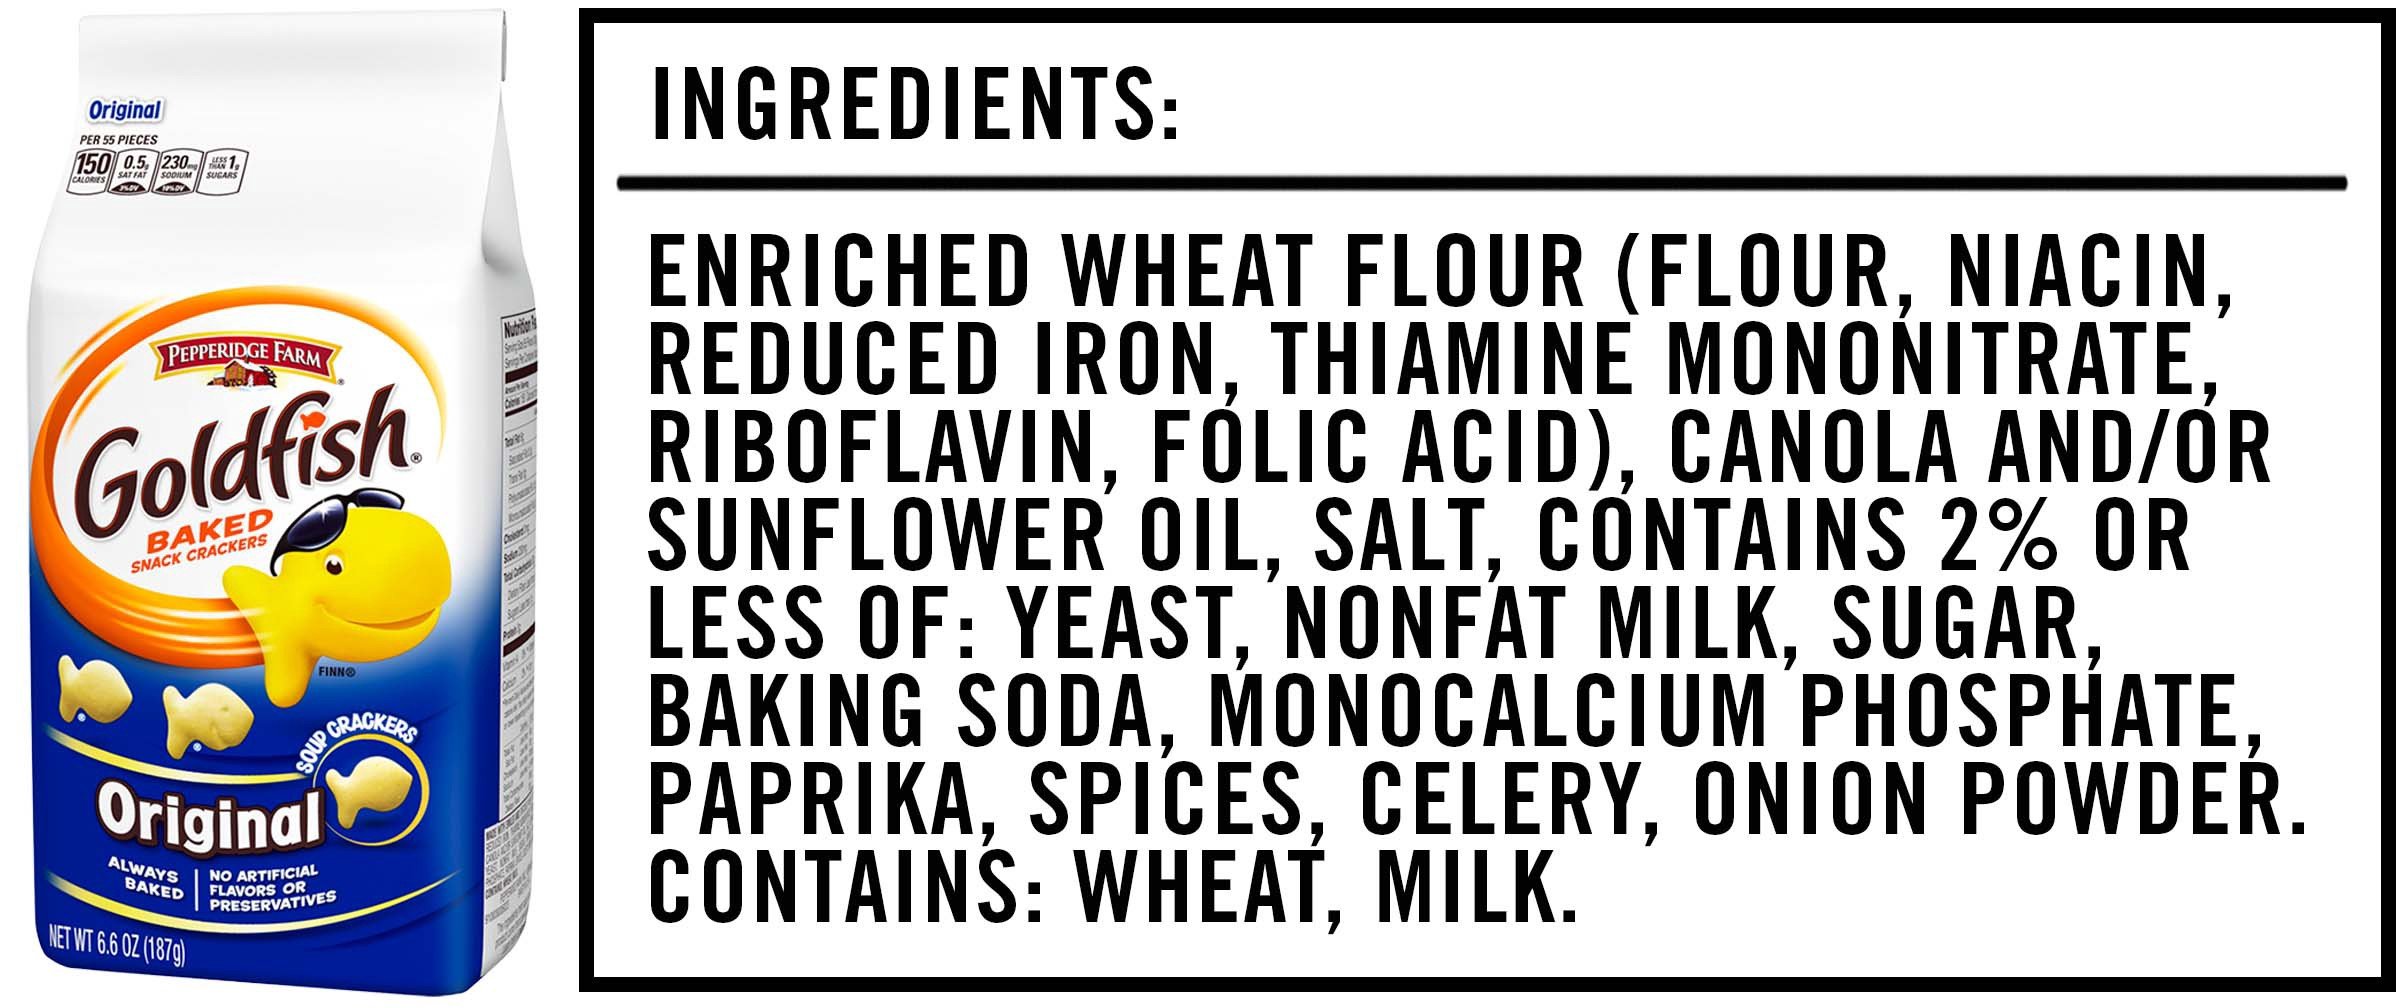 Original
PER 55 PIECES
150 CALORIES
0.5g SAT FAT 3% DV
230mg SODIUM 10% DV
LESS THAN 1g SUGARS
PEPPERIDGE FARM®
Goldfish®
BAKED
SNACK CRACKERS
FINN®
SOUP CRACKERS
Original
ALWAYS
BAKED
NO ARTIFICIAL
FLAVORS OR
PRESERVATIVES
NET WT 6.6 OZ (187g)
INGREDIENTS:
ENRICHED WHEAT FLOUR (FLOUR, NIACIN,
REDUCED IRON, THIAMINE MONONITRATE,
RIBOFLAVIN, FOLIC ACID), CANOLA AND/OR
SUNFLOWER OIL, SALT, CONTAINS 2% OR
LESS OF: YEAST, NONFAT MILK, SUGAR,
BAKING SODA, MONOCALCIUM PHOSPHATE,
PAPRIKA, SPICES, CELERY, ONION POWDER.
CONTAINS: WHEAT, MILK.